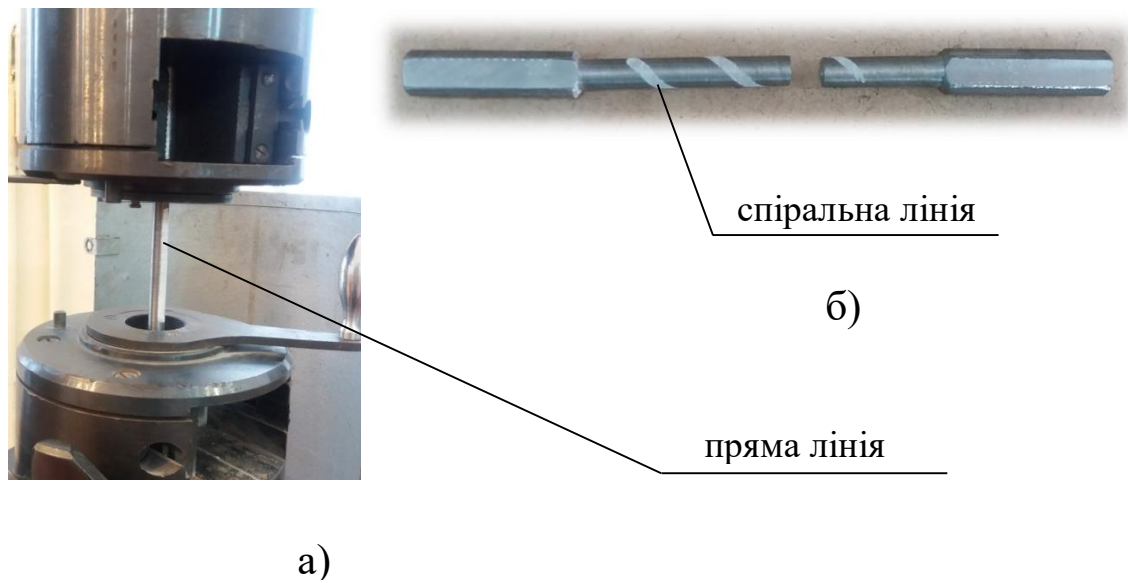 спіральна лінія
б)
пряма лінія
а)